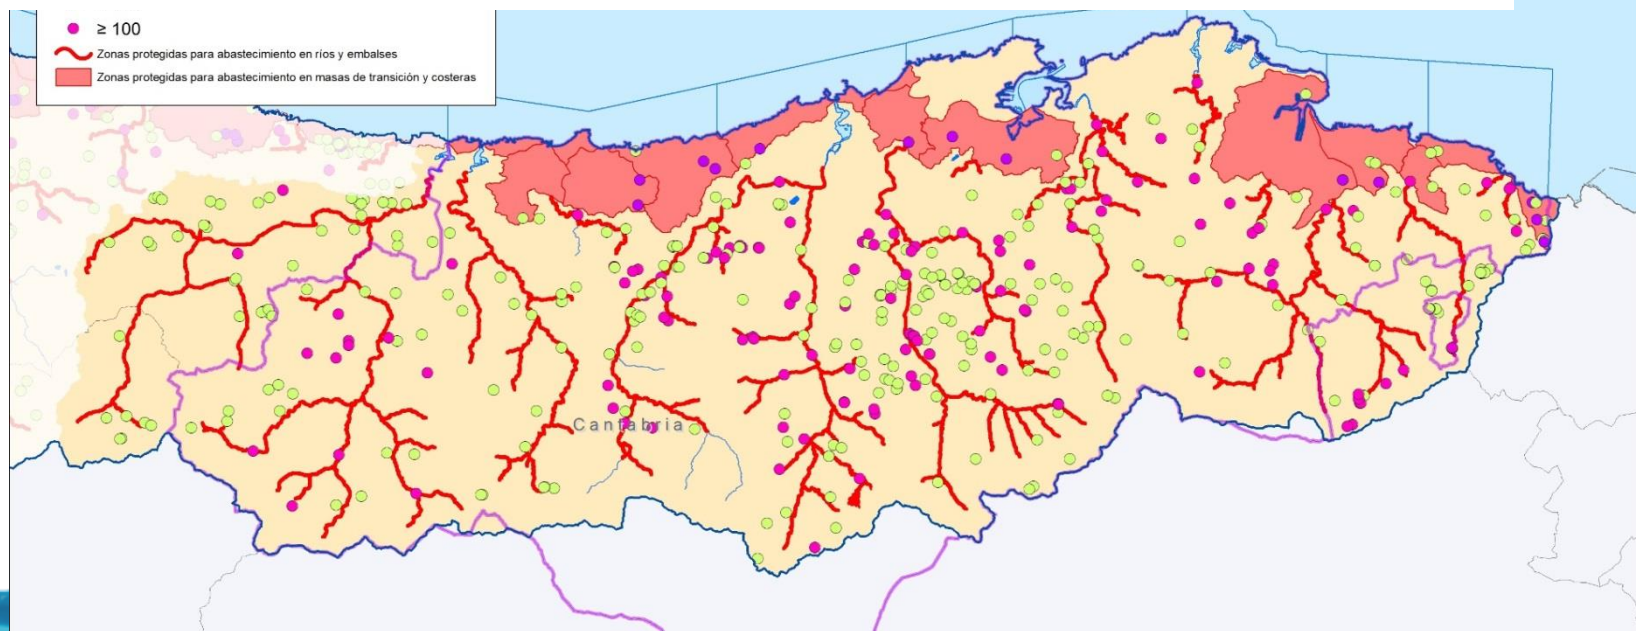 ≥ 100
Zonas protegidas para abastecimiento en ríos y embalses
Zonas protegidas para abastecimiento en masas de transición y costeras
Cantabria